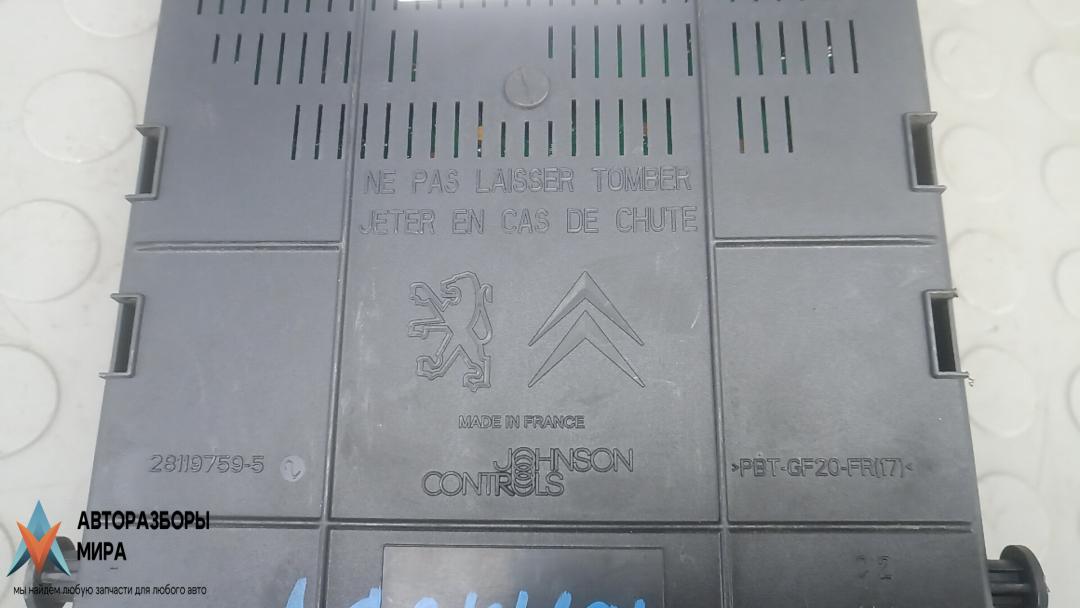 NE PAS LAISSER TOMBER
JETER EN CAS DE CHUTE
MADE IN FRANCE
28119759-5 2
JOHNSON
CONTROLS
>PBT-GF20-FR(17)<
АВТОРАЗБОРЫ
МИРА
мы найдем любую запчасти для любого авто